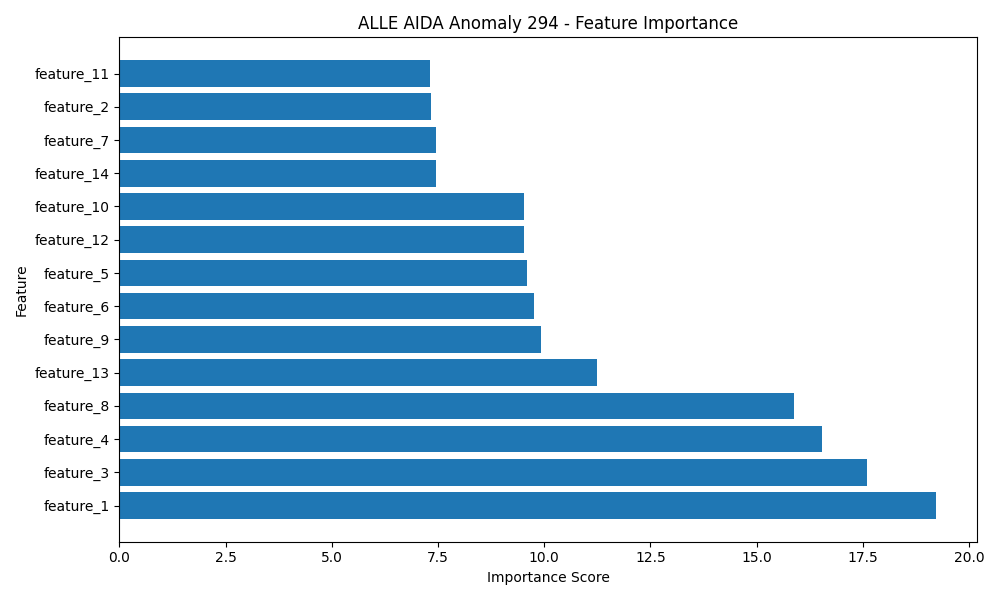 ALLE AIDA Anomaly 294 - Feature Importance
Feature
feature_11
feature_2
feature_7
feature_14
feature_10
feature_12
feature_5
feature_6
feature_9
feature_13
feature_8
feature_4
feature_3
feature_1
0.0 2.5 5.0 7.5 10.0 12.5 15.0 17.5 20.0
Importance Score